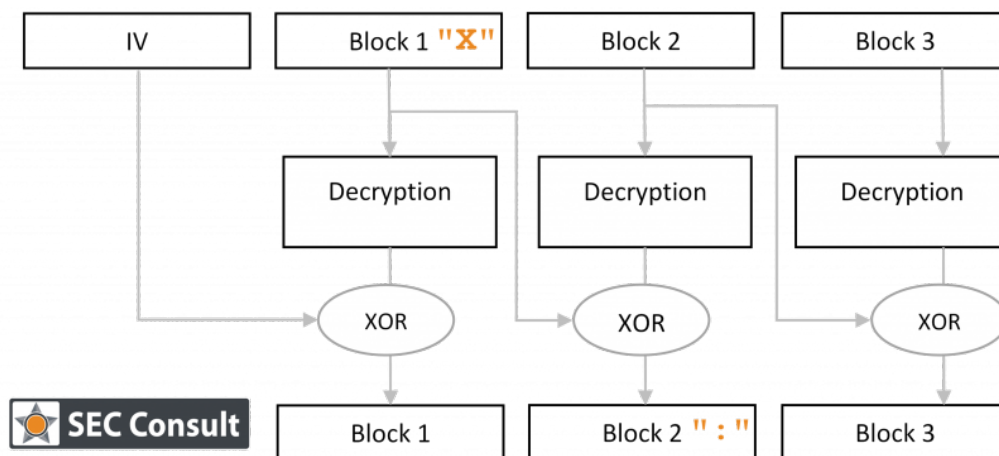 IV
Block 1 "X"
Block 2
Block 3
Decryption
Decryption
Decryption
XOR
XOR
XOR
SEC Consult
Block 1
Block 2 ":"
Block 3